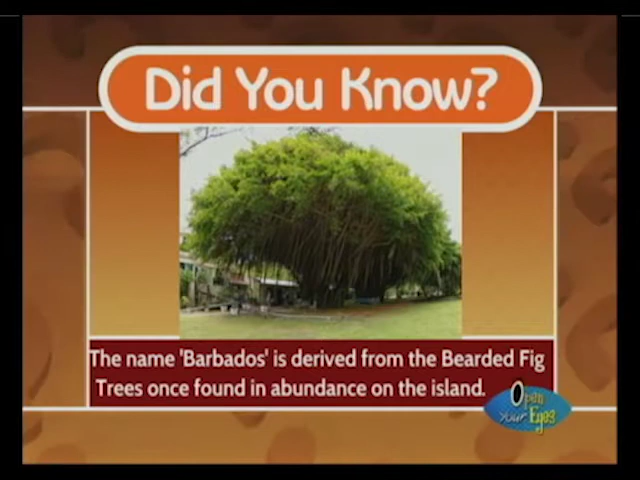 Did You Know?
The name 'Barbados' is derived from the Bearded Fig
Trees once found in abundance on the island.
Open
Your Eyes